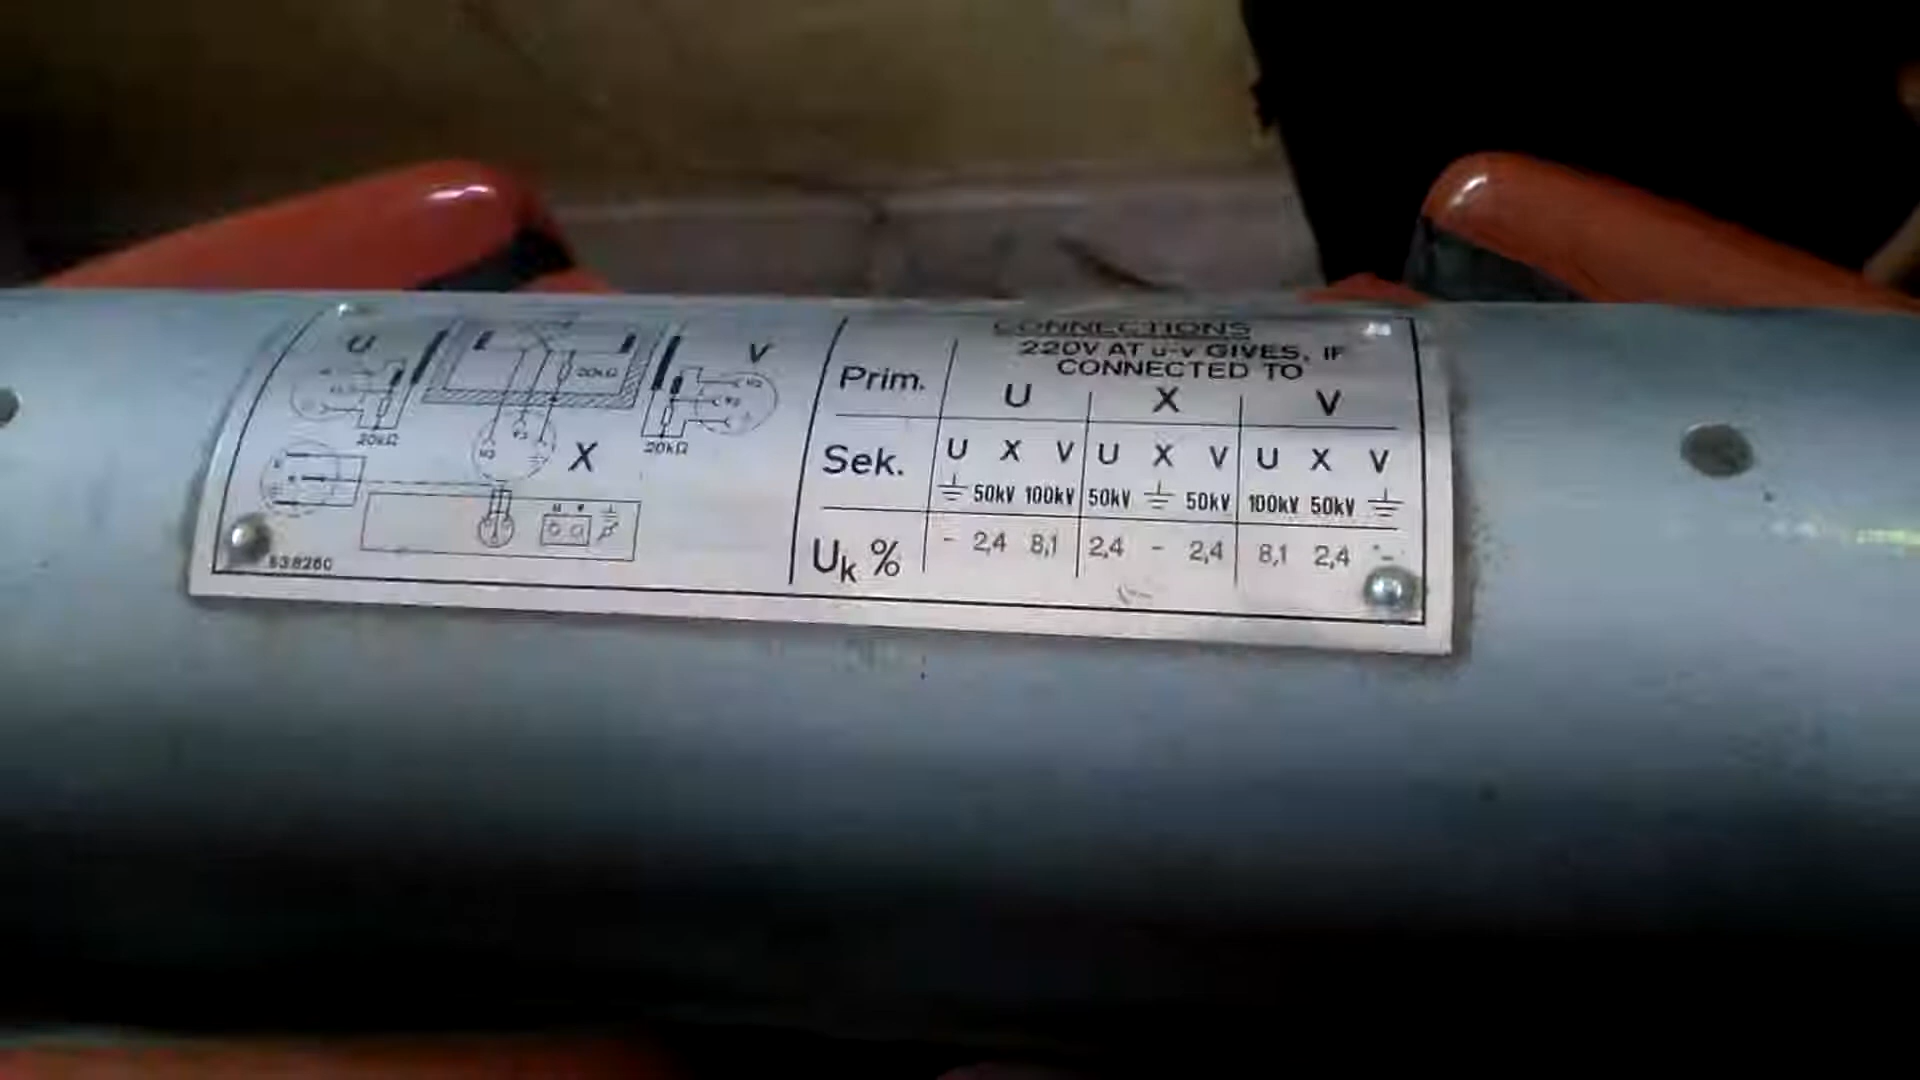 U
V
20kΩ
20kΩ
20kΩ
X
638260
CONNECTIONS
220V AT u-v GIVES, IF
CONNECTED TO
Prim. U X V
Sek. U X V U X V U X V
⏚ 50kV 100kV 50kV ⏚ 50kV 100kV 50kV ⏚
Uk % - 2,4 8,1 2,4 - 2,4 8,1 2,4 -